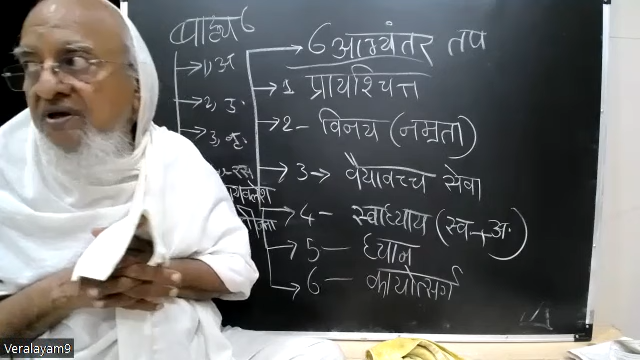 बाह्य 6
1, अ
2, उ.
3, वृ.
रस
6 आभ्यंतर तप
1 प्रायश्चित्त
2- विनय (नम्रता)
3→ वैयावच्च सेवा
4- स्वाध्याय (स्व+अ.)
5- ध्यान
6- कायोत्सर्ग
Veralayam9